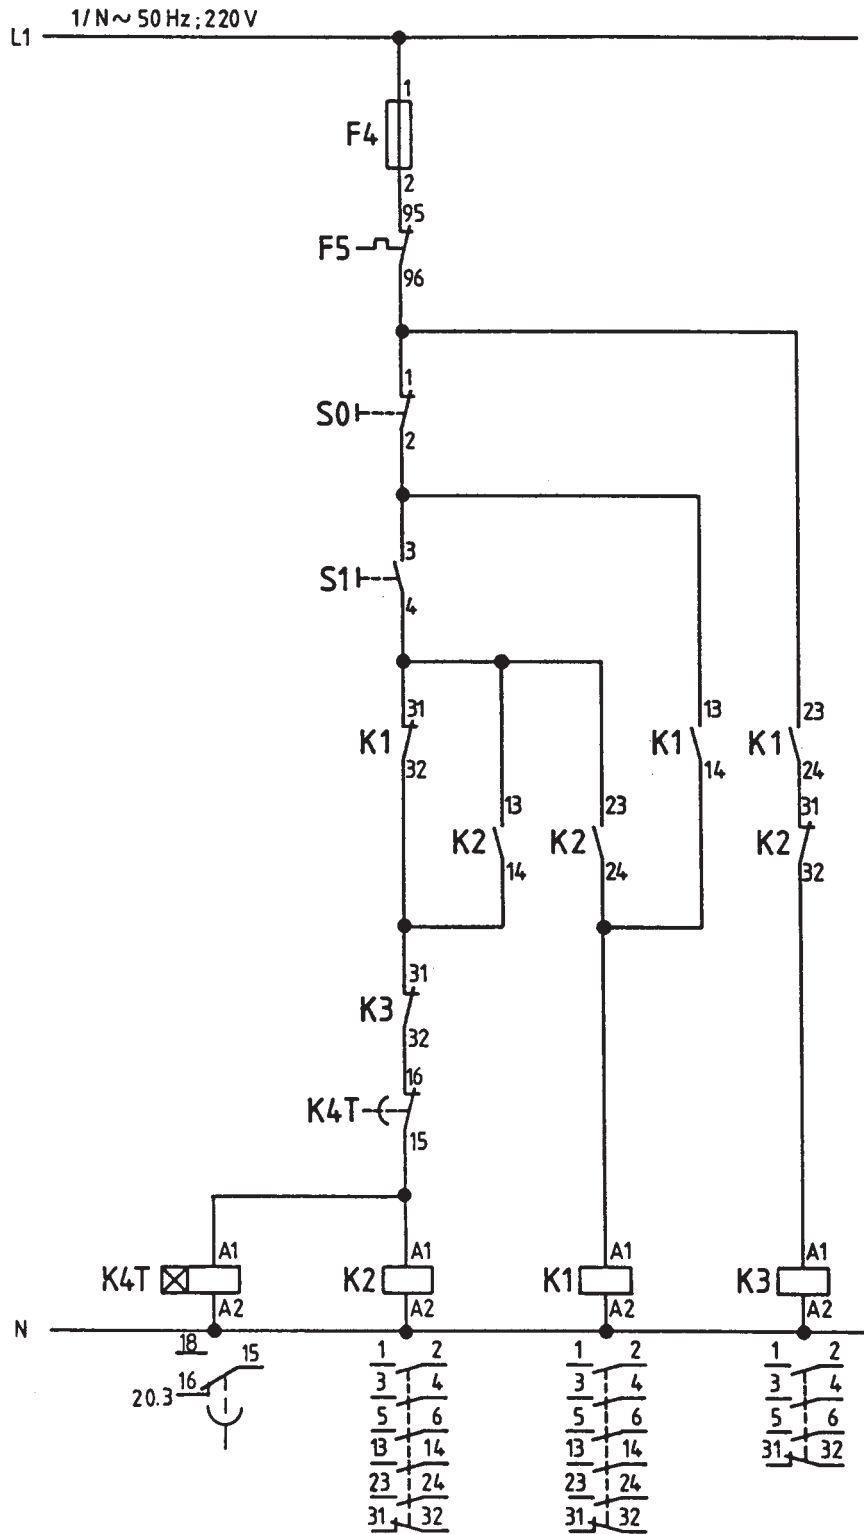 1/N~ 50 Hz; 220 V
L1
1
F4
2
95
F5
96
1
S0
2
3
S1
4
31 13 23
K1 K1 K1
32 14 24
13 23 31
K2 K2 K2
14 24 32
31
K3
32
16
K4T
15
A1 A1 A1 A1
K4T K2 K1 K3
A2 A2 A2 A2
N
18 15
20.3 16
1 2 1 2 1 2
3 4 3 4 3 4
5 6 5 6 5 6
13 14 13 14 31 32
23 24 23 24
31 32 31 32